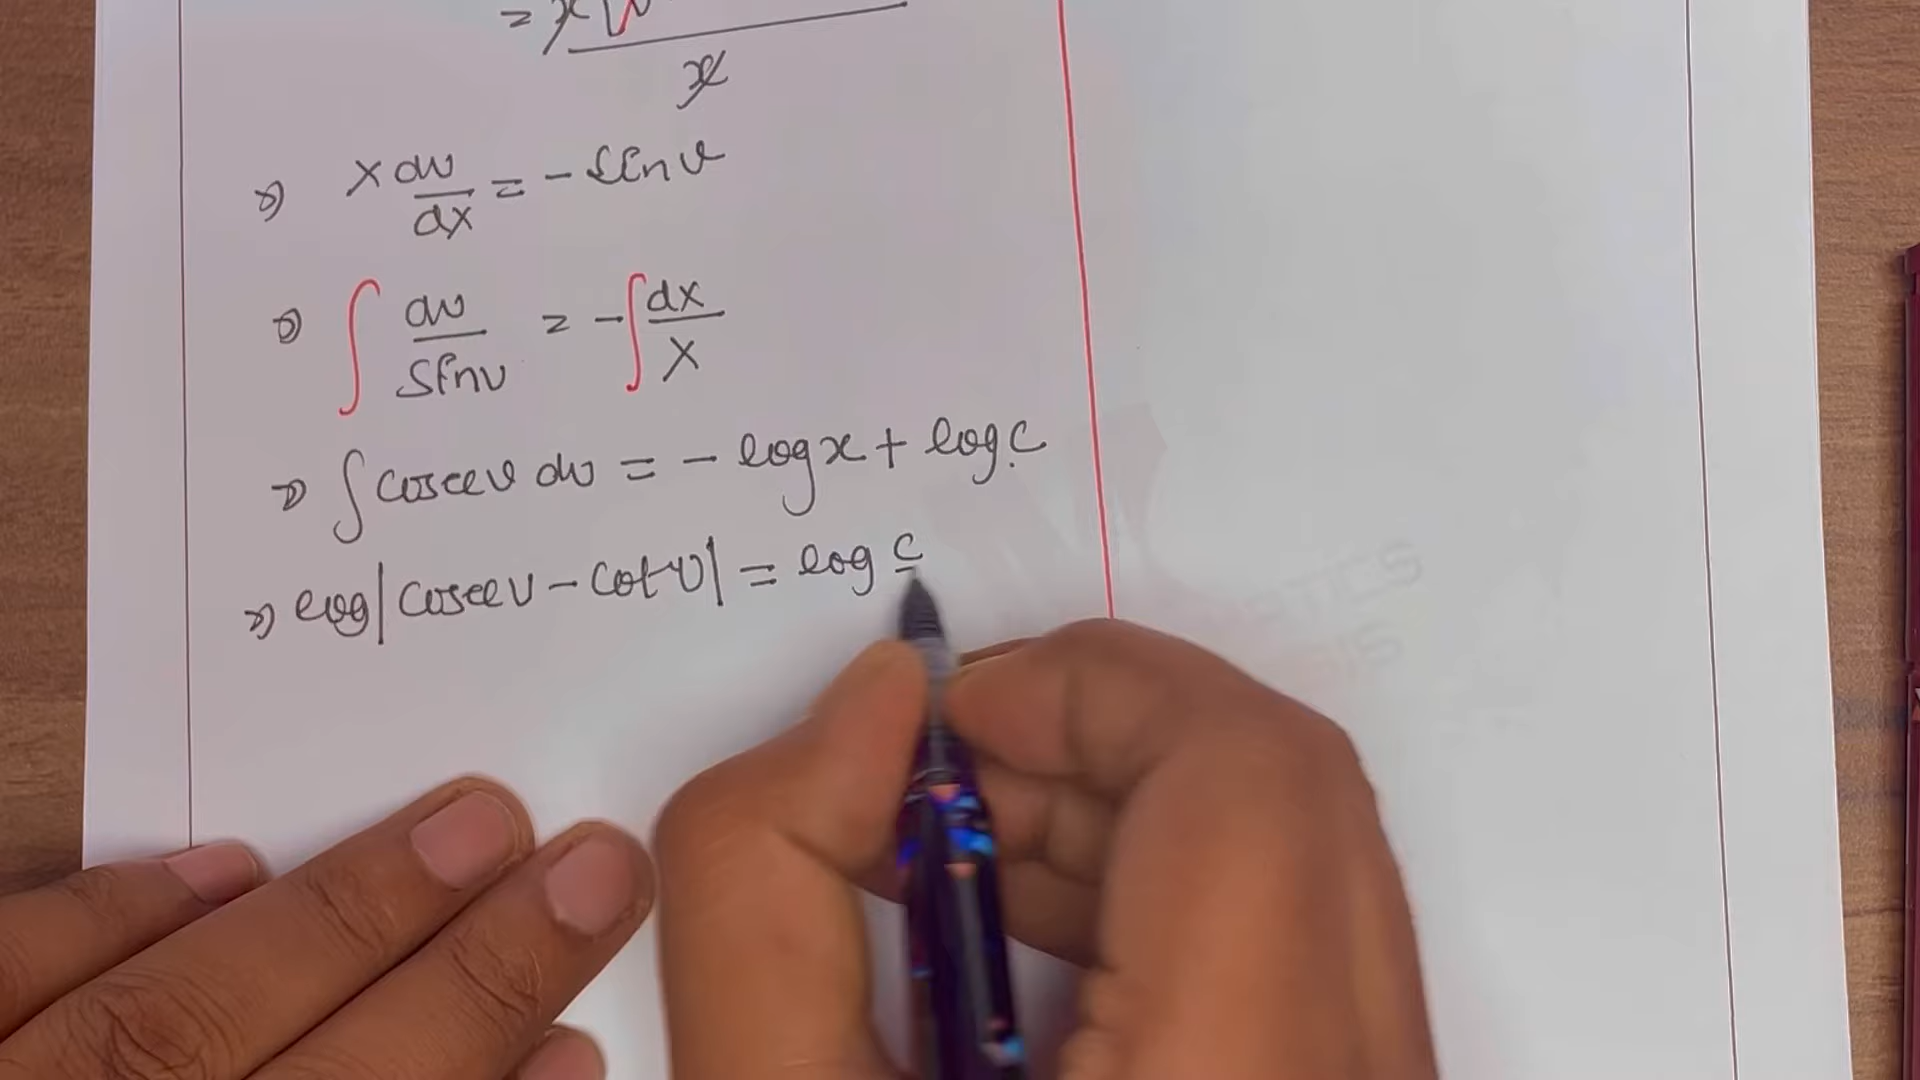 = x
x
⇒ x dv/dx = - sin v
⇒ ∫ dv/sin v = - ∫ dx/x
⇒ ∫ cosec v dv = - log x + log c
⇒ log |cosec v - cot v| = log c